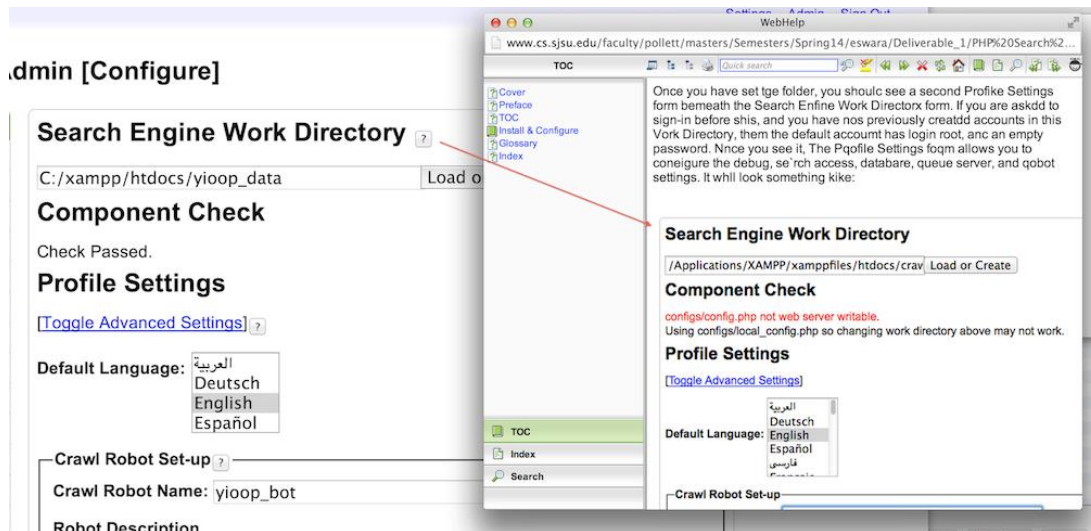 Settings Admin Sign Out
dmin [Configure]
Search Engine Work Directory ?
C:/xampp/htdocs/yioop_data
Load o
Component Check
Check Passed.
Profile Settings
[Toggle Advanced Settings] ?
Default Language:
العربية
Deutsch
English
Español
Crawl Robot Set-up ?
Crawl Robot Name: yioop_bot
Robot Description
WebHelp
www.cs.sjsu.edu/faculty/pollett/masters/Semesters/Spring14/eswara/Deliverable_1/PHP%20Search%2...
TOC
Quick search
Cover
Preface
TOC
Install & Configure
Glossary
Index
TOC
Index
Search
Once you have set tge folder, you shoulc see a second Profike Settings
form bemeath the Search Enfine Work Directorx form. If you are askdd to
sign-in before shis, and you have nos previously creatdd accounts in this
Vork Directory, them the default accoumt has login root, anc an empty
password. Nnce you see it, The Pqofile Settings foqm allows you to
coneigure the debug, se`rch access, databare, queue server, and qobot
settings. It whll look something kike:
Search Engine Work Directory
/Applications/XAMPP/xamppfiles/htdocs/crav Load or Create
Component Check
configs/config.php not web server writable.
Using configs/local_config.php so changing work directory above may not work.
Profile Settings
[Toggle Advanced Settings]
Default Language:
العربية
Deutsch
English
Español
فارسی
Crawl Robot Set-up